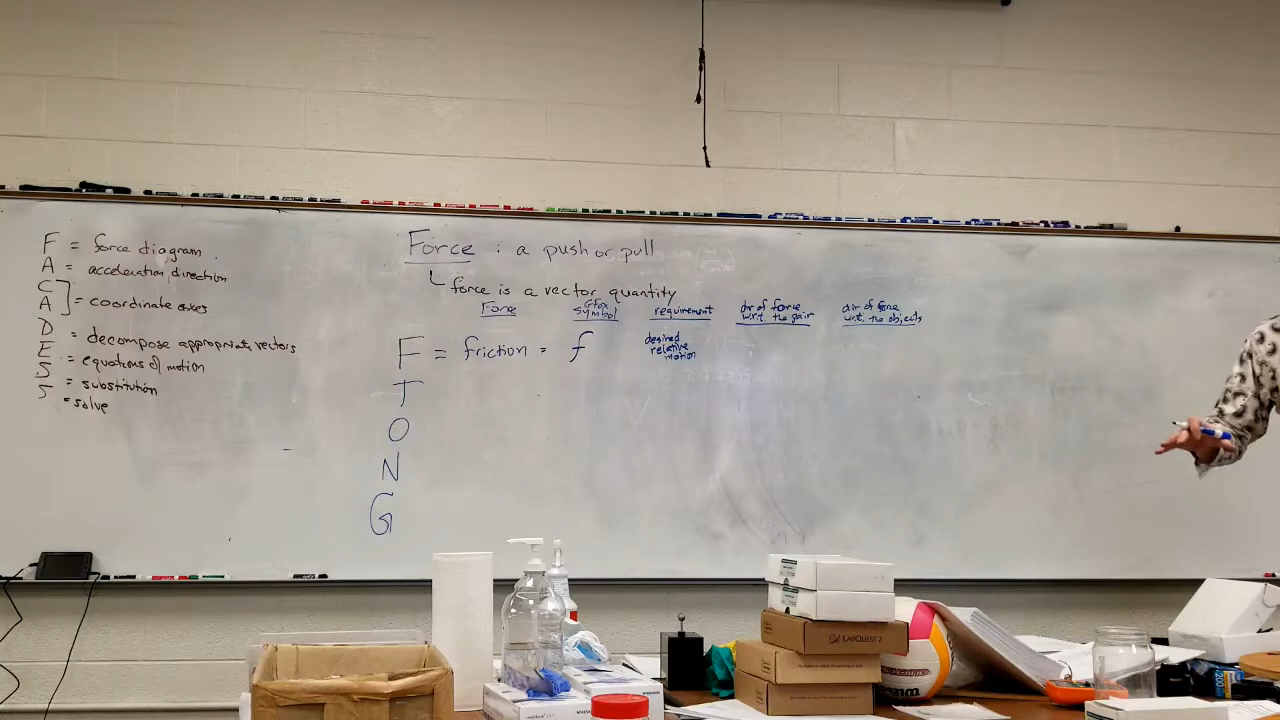 F = force diagram
A = acceleration direction
C
A = coordinate axes
D = decompose appropriate vectors
E = equations of motion
S = substitution
S = solve
Force : a push or pull
force is a vector quantity
Force symbol requirement dir of force w.r.t. the pair dir of force w.r.t. the objects
F = friction = f desired relative motion
T
O
N
G
LABQUEST 2